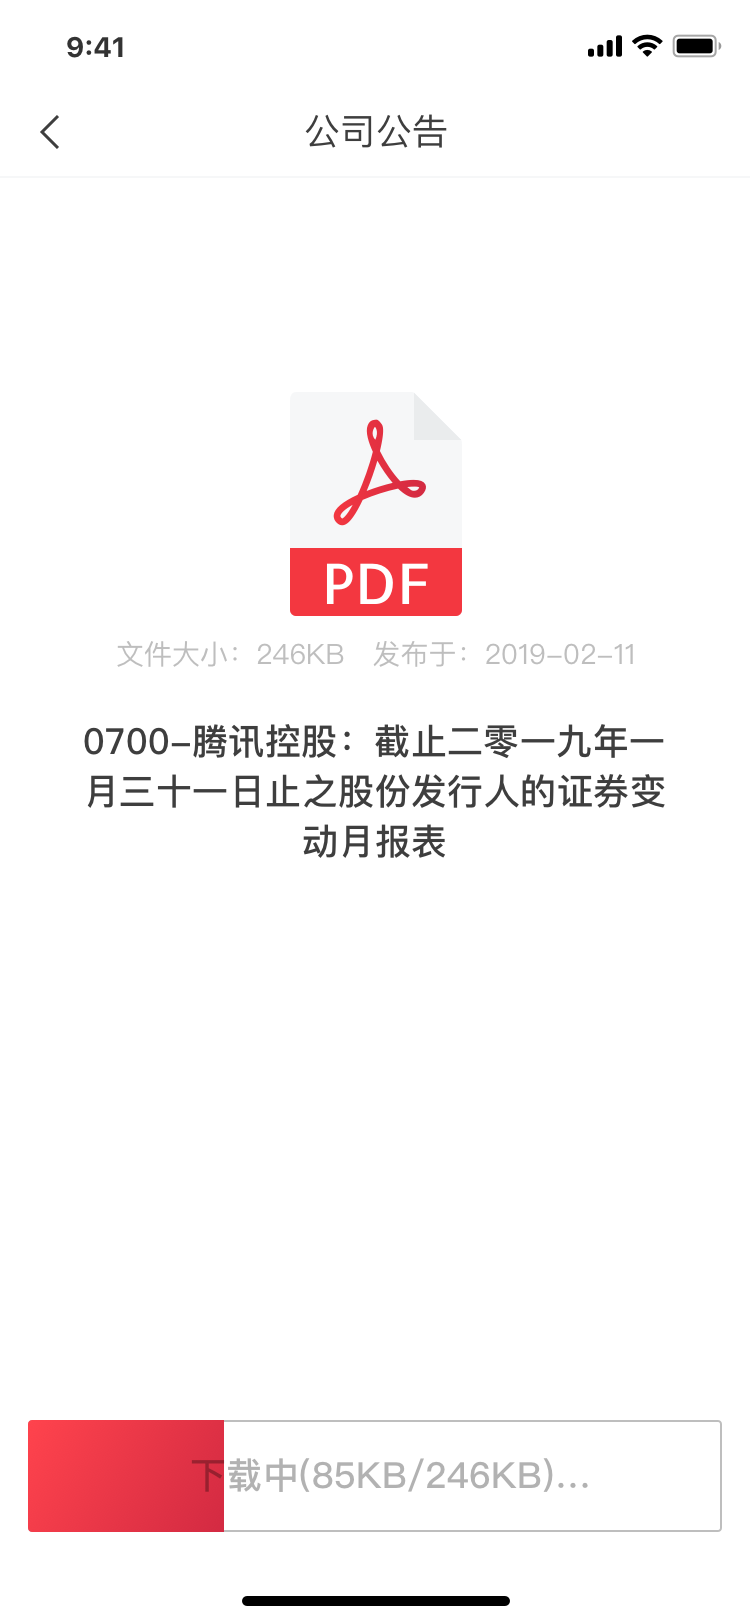 9:41
公司公告
PDF
文件大小：246KB 发布于：2019-02-11
0700-腾讯控股：截止二零一九年一
月三十一日止之股份发行人的证券变
动月报表
下载中(85KB/246KB)...